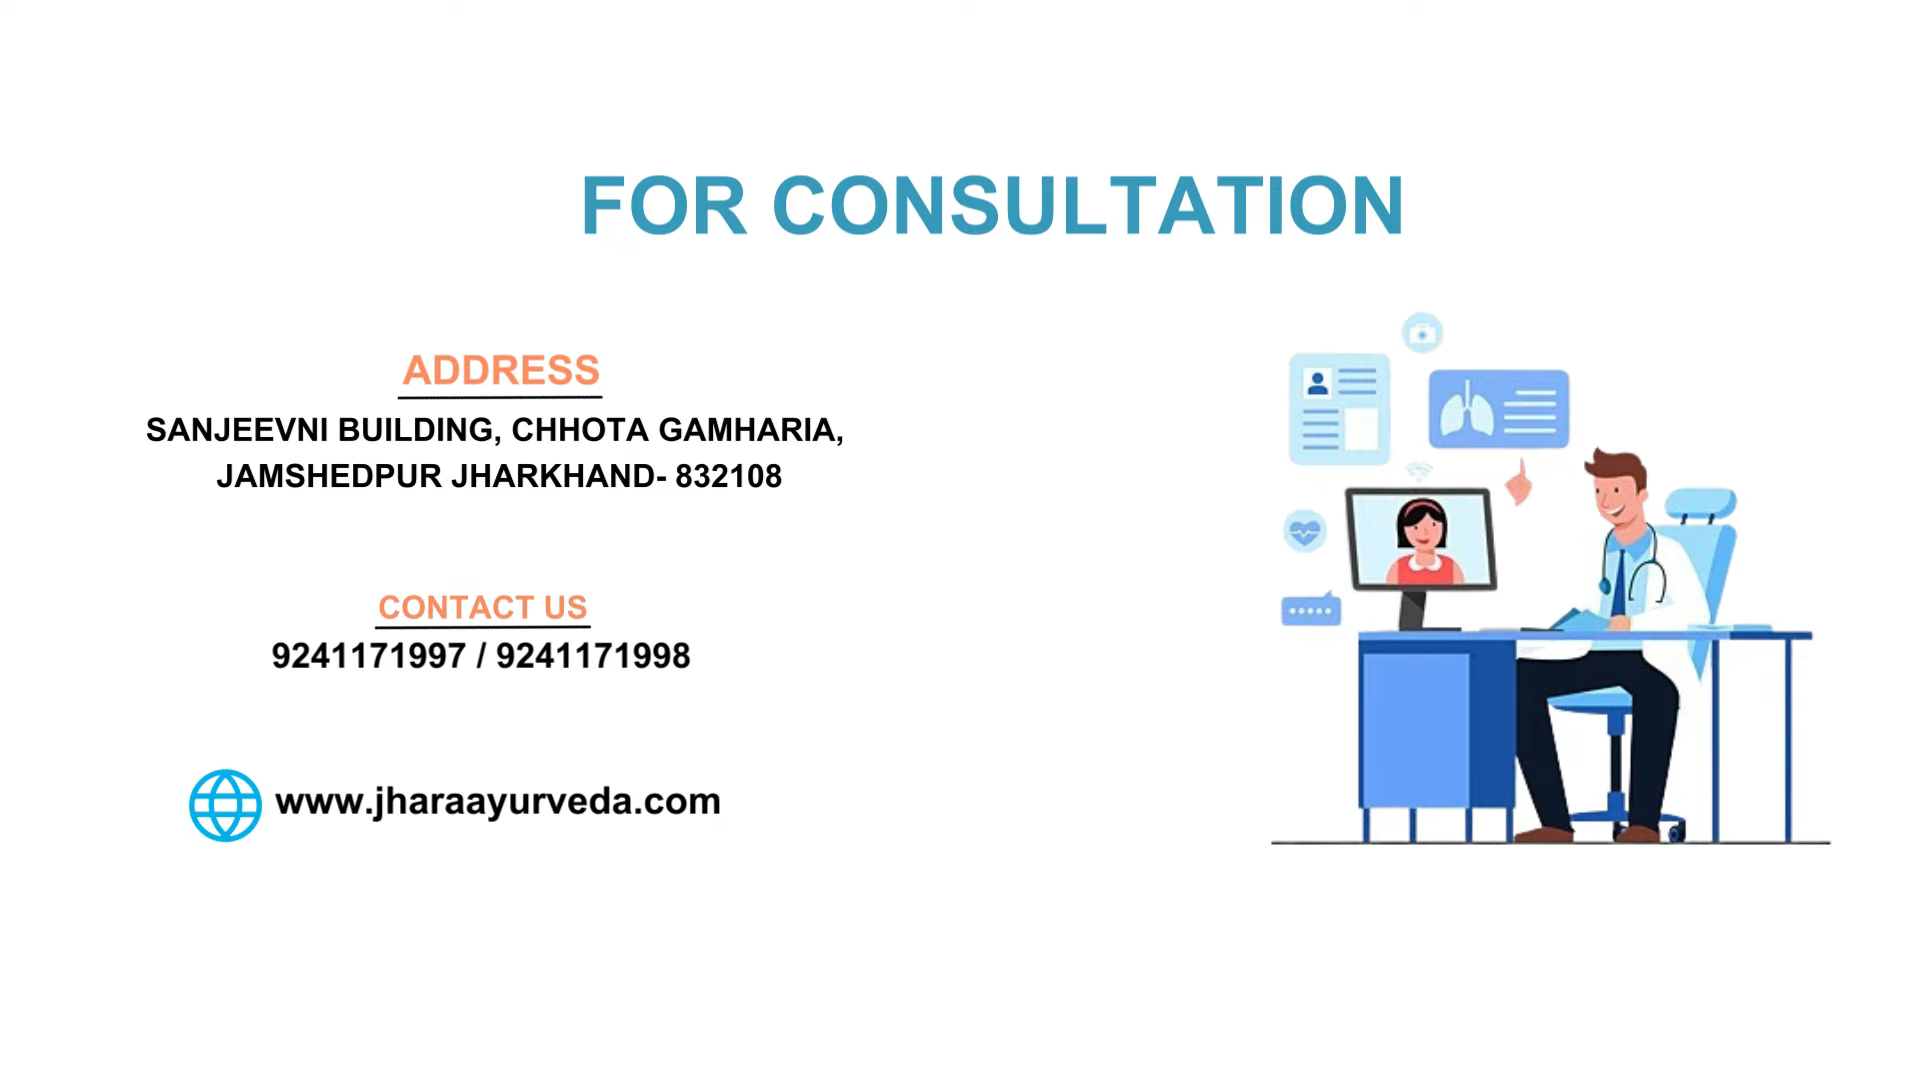 FOR CONSULTATION
ADDRESS
SANJEEVNI BUILDING, CHHOTA GAMHARIA,
JAMSHEDPUR JHARKHAND- 832108
CONTACT US
9241171997 / 9241171998
www.jharaayurveda.com